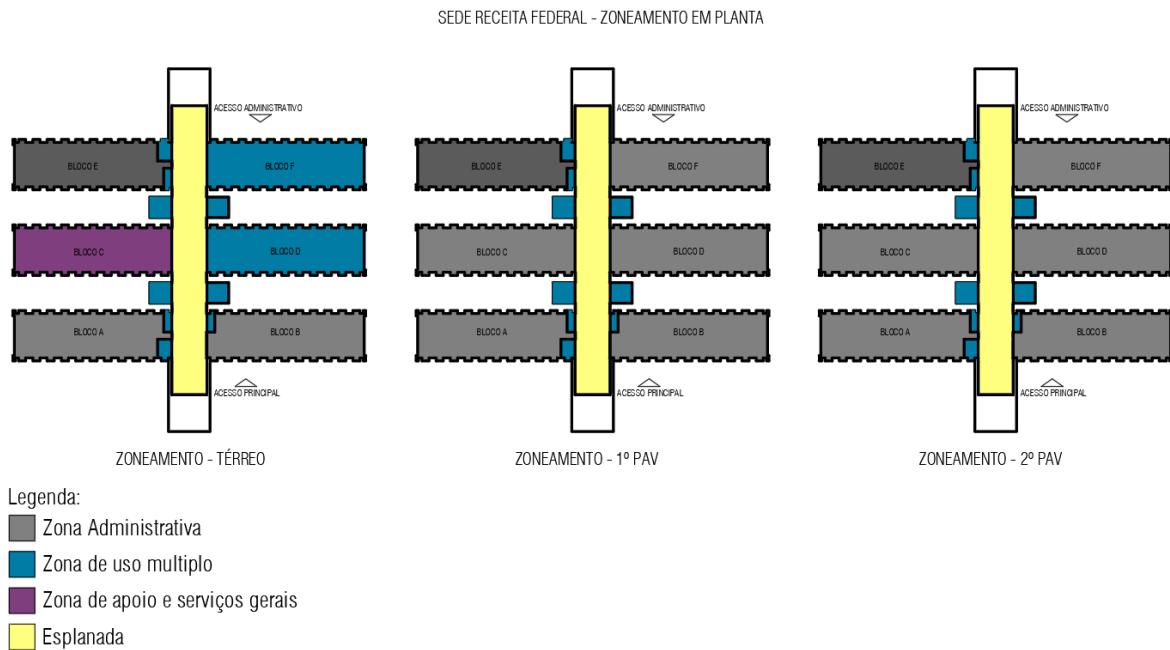 SEDE RECEITA FEDERAL - ZONEAMENTO EM PLANTA
ACESSO ADMINISTRATIVO
BLOCO E
BLOCO F
BLOCO C
BLOCO D
BLOCO A
BLOCO B
ACESSO PRINCIPAL
ZONEAMENTO - TÉRREO
ACESSO ADMINISTRATIVO
BLOCO E
BLOCO F
BLOCO C
BLOCO D
BLOCO A
BLOCO B
ACESSO PRINCIPAL
ZONEAMENTO - 1º PAV
ACESSO ADMINISTRATIVO
BLOCO E
BLOCO F
BLOCO C
BLOCO D
BLOCO A
BLOCO B
ACESSO PRINCIPAL
ZONEAMENTO - 2º PAV
Legenda:
Zona Administrativa
Zona de uso multiplo
Zona de apoio e serviços gerais
Esplanada